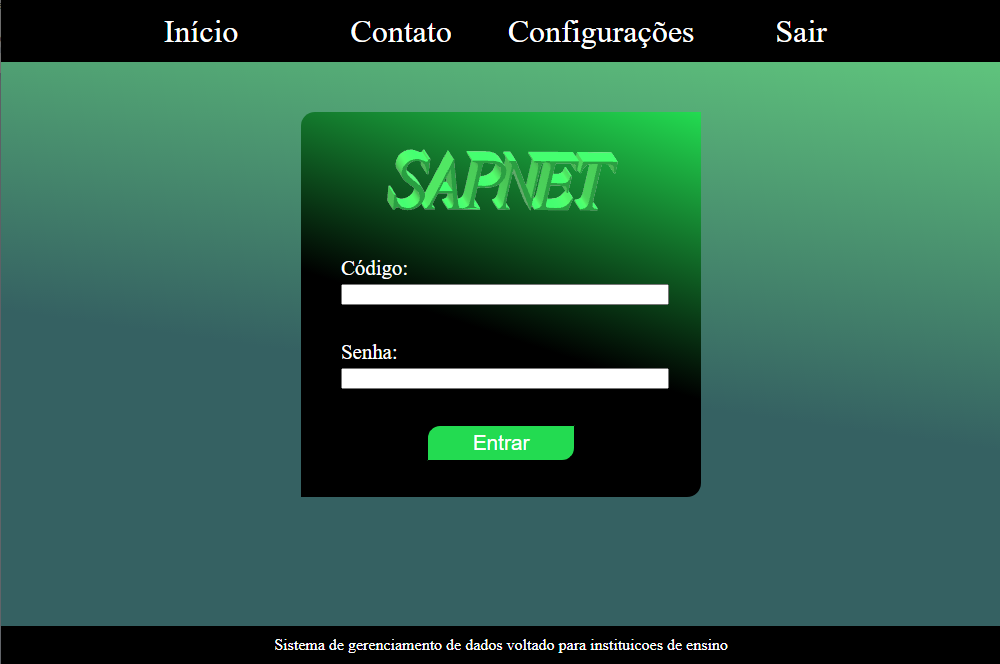 Início Contato Configurações Sair
SAPNET
Código:
Senha:
Entrar
Sistema de gerenciamento de dados voltado para instituicoes de ensino